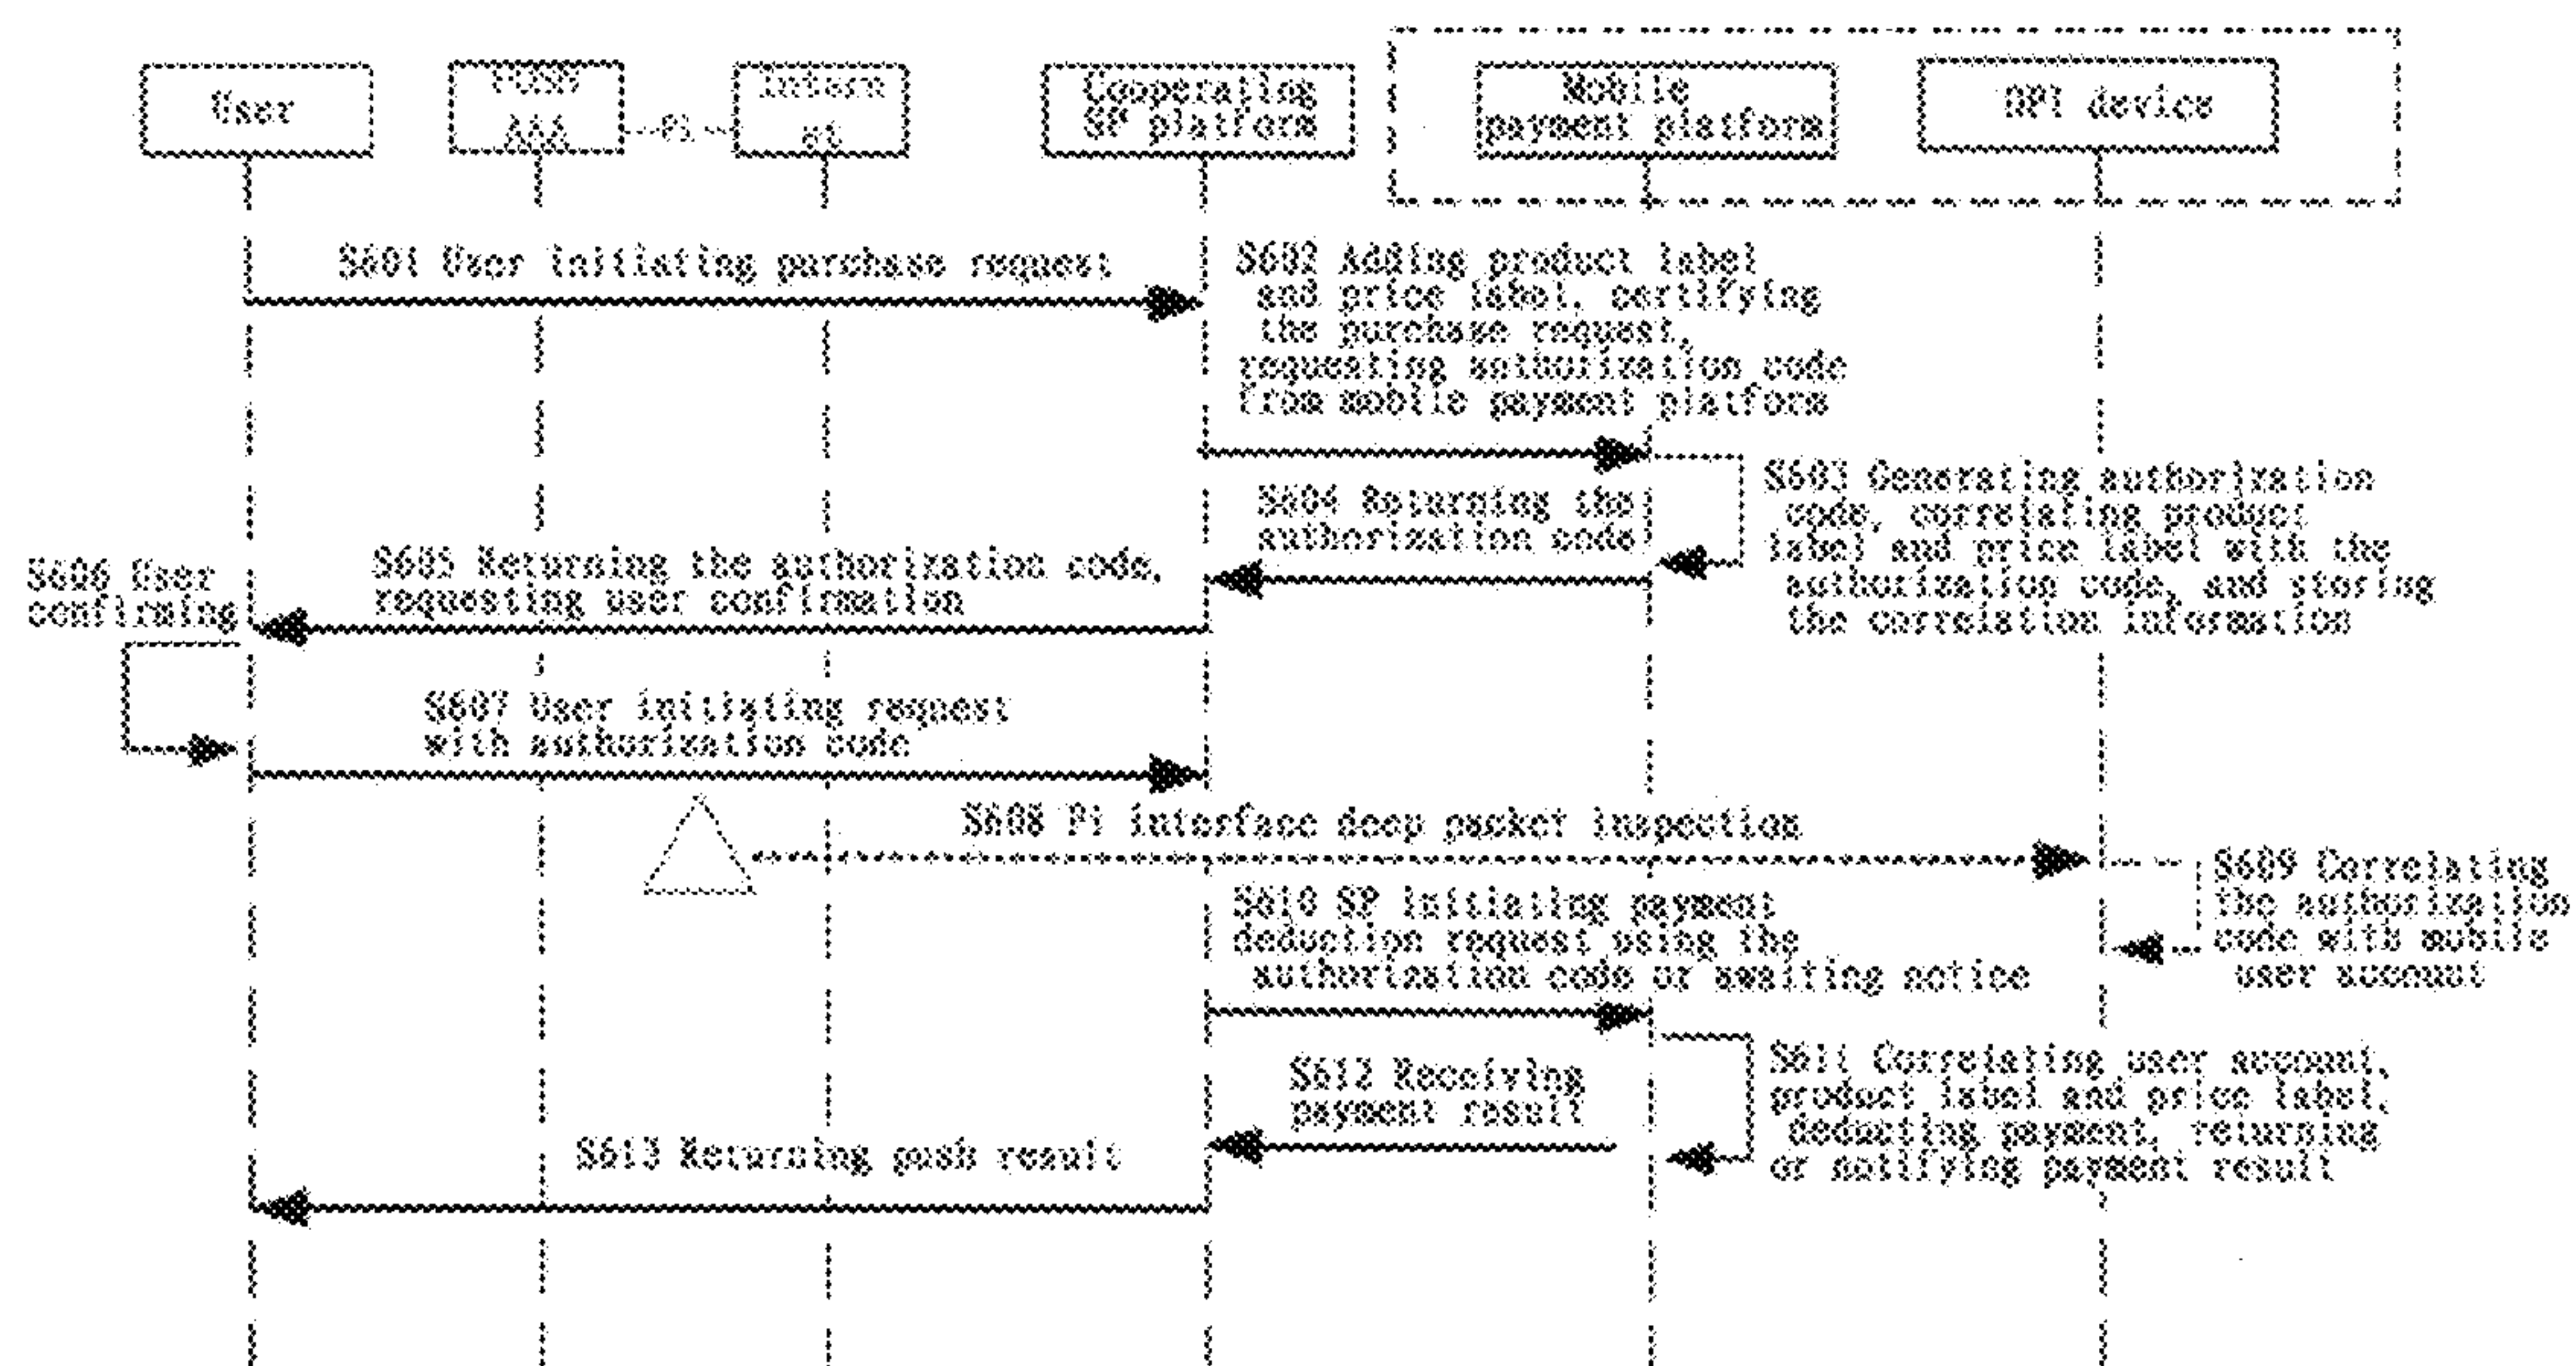 User
AAA
Pi
Intern
et
Cooperating
SP platform
Mobile
payment platform
DPI device
S601 User initiating purchase request
S602 Adding product label
and price label, certifying
the purchase request,
requesting authorization code
from mobile payment platform
S603 Generating authorization
code, correlating product
label and price label with the
authorization code, and storing
the correlation information
S604 Returning the
authorization code
S605 Returning the authorization code,
requesting user confirmation
S606 User
confirming
S607 User initiating request
with authorization code
S608 Pi interface deep packet inspection
S609 Correlating
the authorization
code with mobile
user account
S610 SP initiating payment
deduction request using the
authorization code or awaiting notice
S611 Correlating user account,
product label and price label,
deducting payment, returning
or notifying payment result
S612 Receiving
payment result
S613 Returning push result